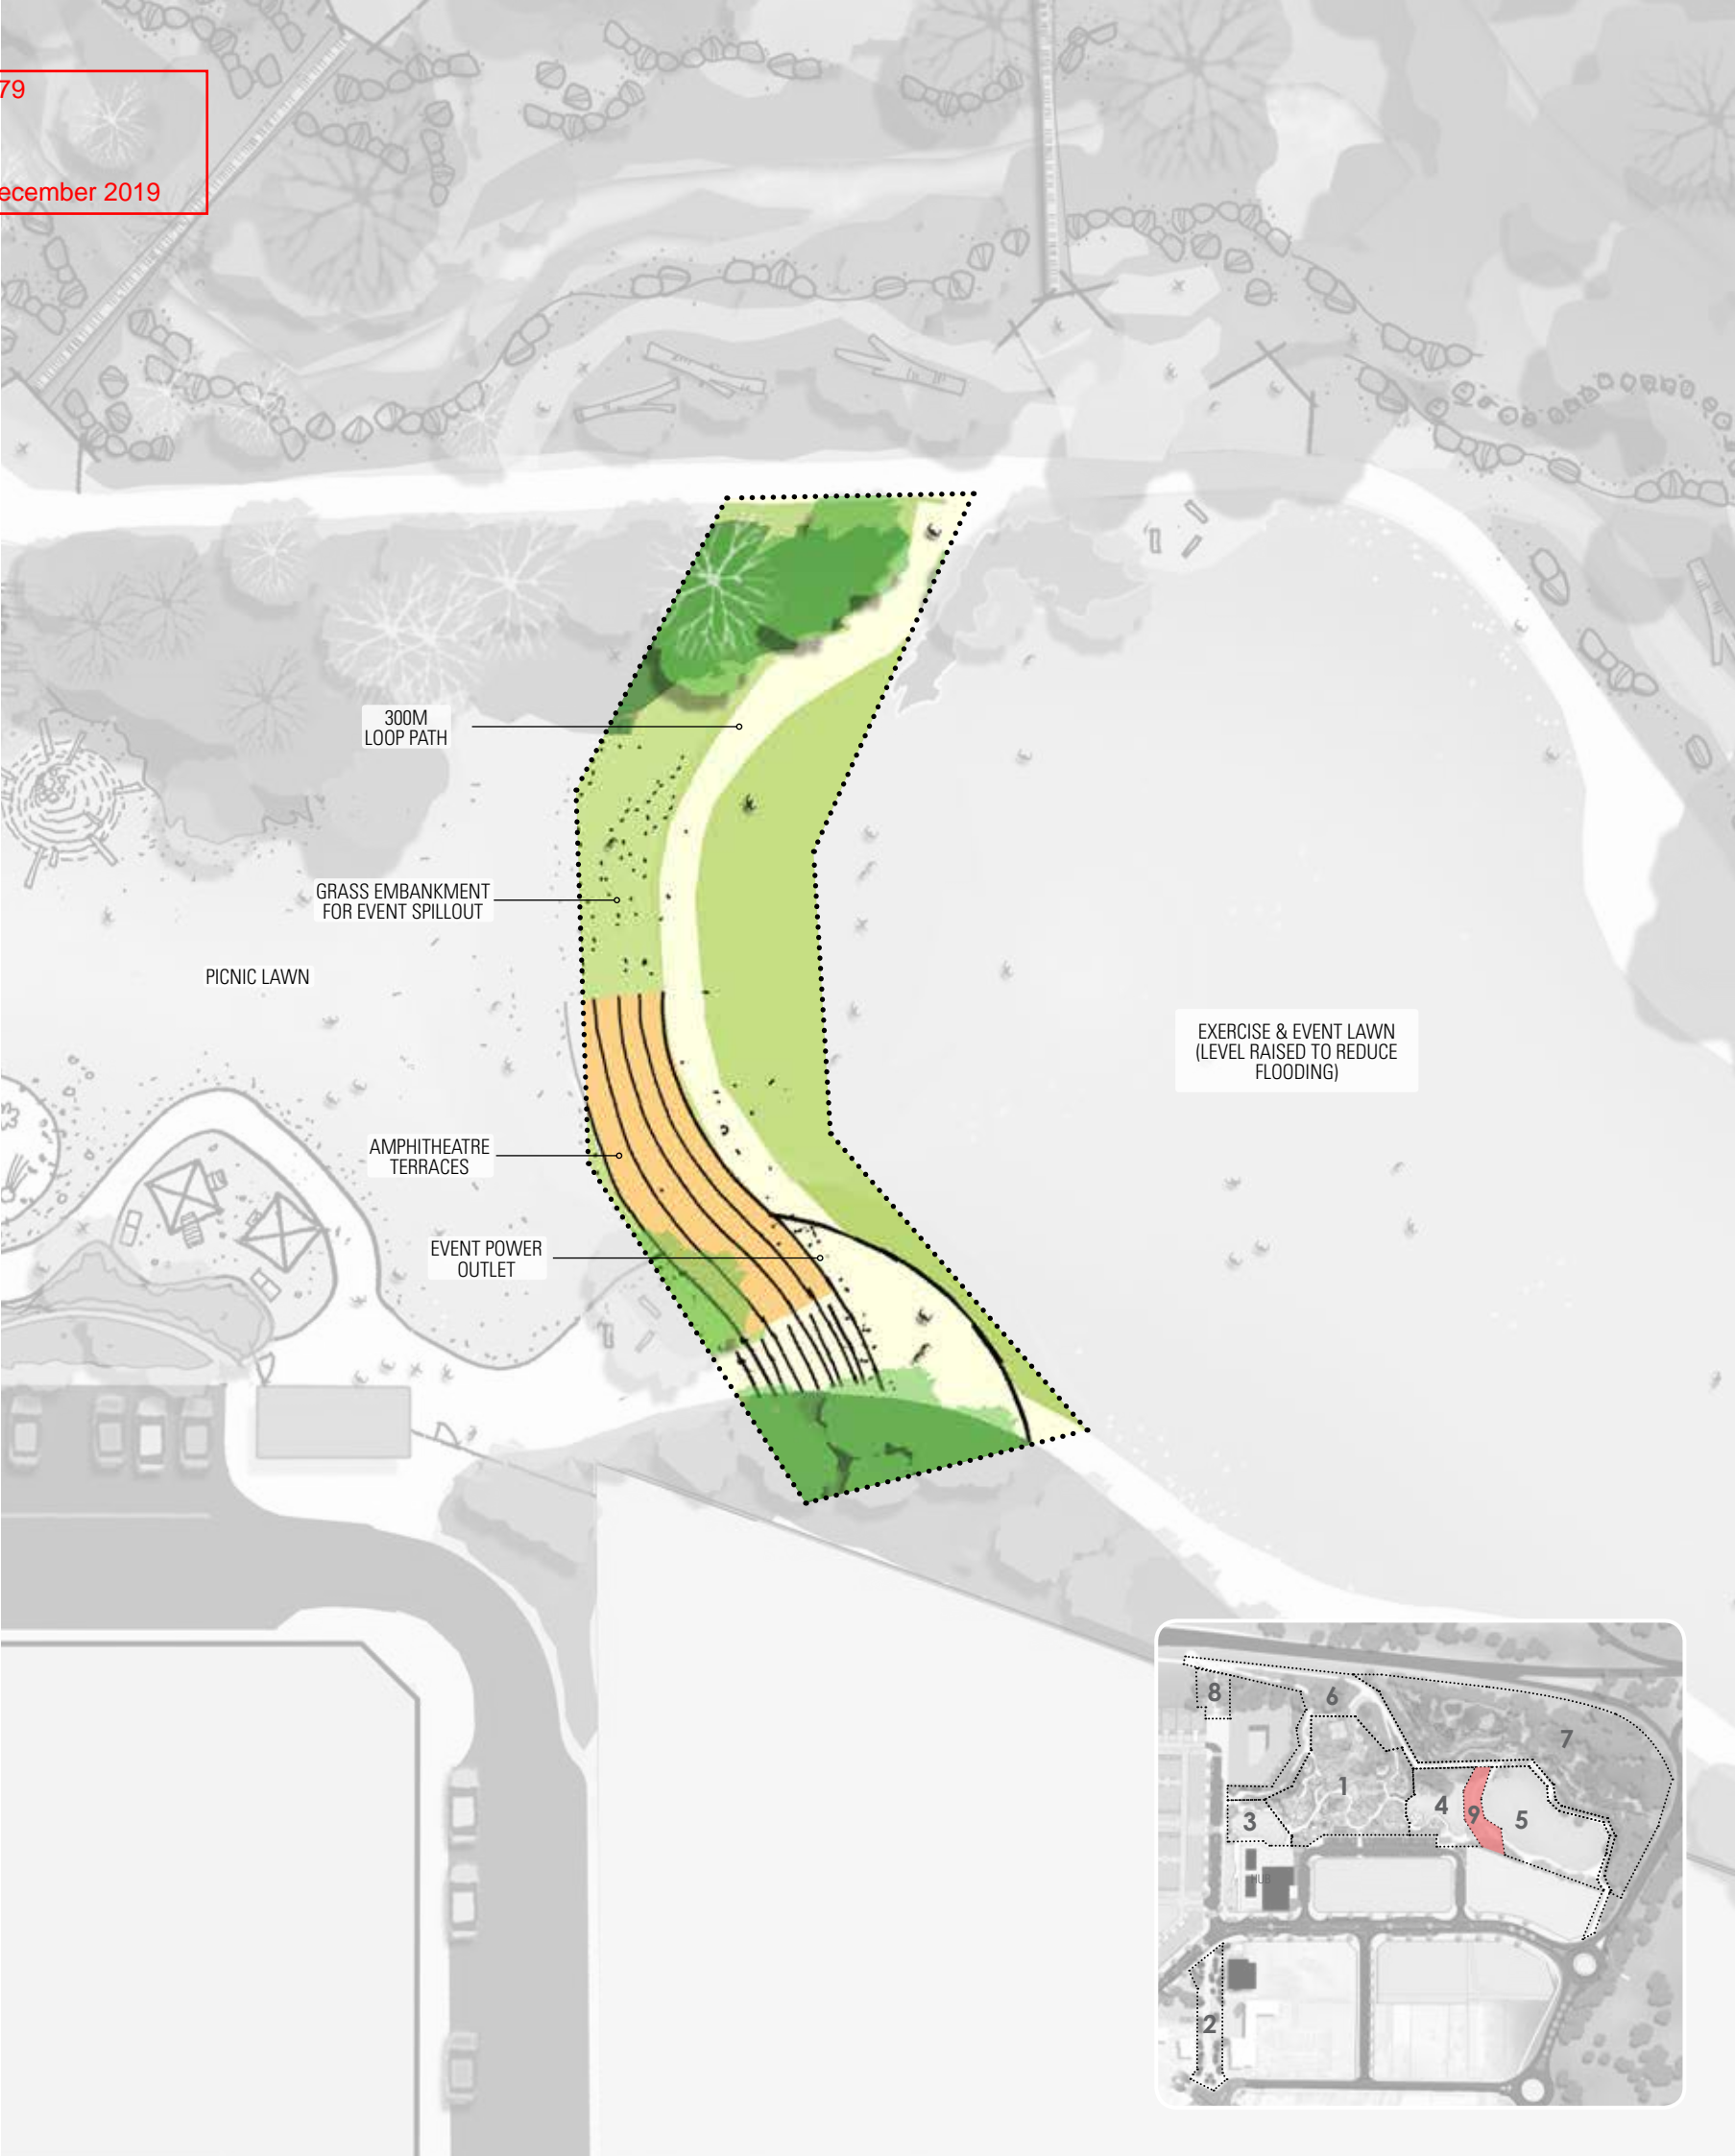 79
ecember 2019
300M
LOOP PATH
GRASS EMBANKMENT
FOR EVENT SPILLOUT
PICNIC LAWN
EXERCISE & EVENT LAWN
(LEVEL RAISED TO REDUCE
FLOODING)
AMPHITHEATRE
TERRACES
EVENT POWER
OUTLET
8
6
7
1
4
9
5
3
HUB
2